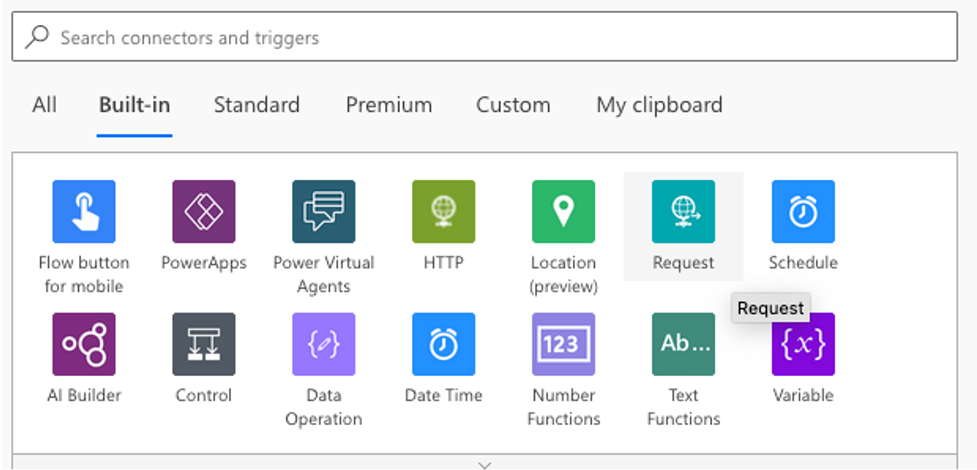 Search connectors and triggers
All Built-in Standard Premium Custom My clipboard
Flow button for mobile
PowerApps
Power Virtual Agents
HTTP
Location (preview)
Request
Schedule
Request
AI Builder
Control
Data Operation
Date Time
123
Number Functions
Ab...
Text Functions
{x}
Variable